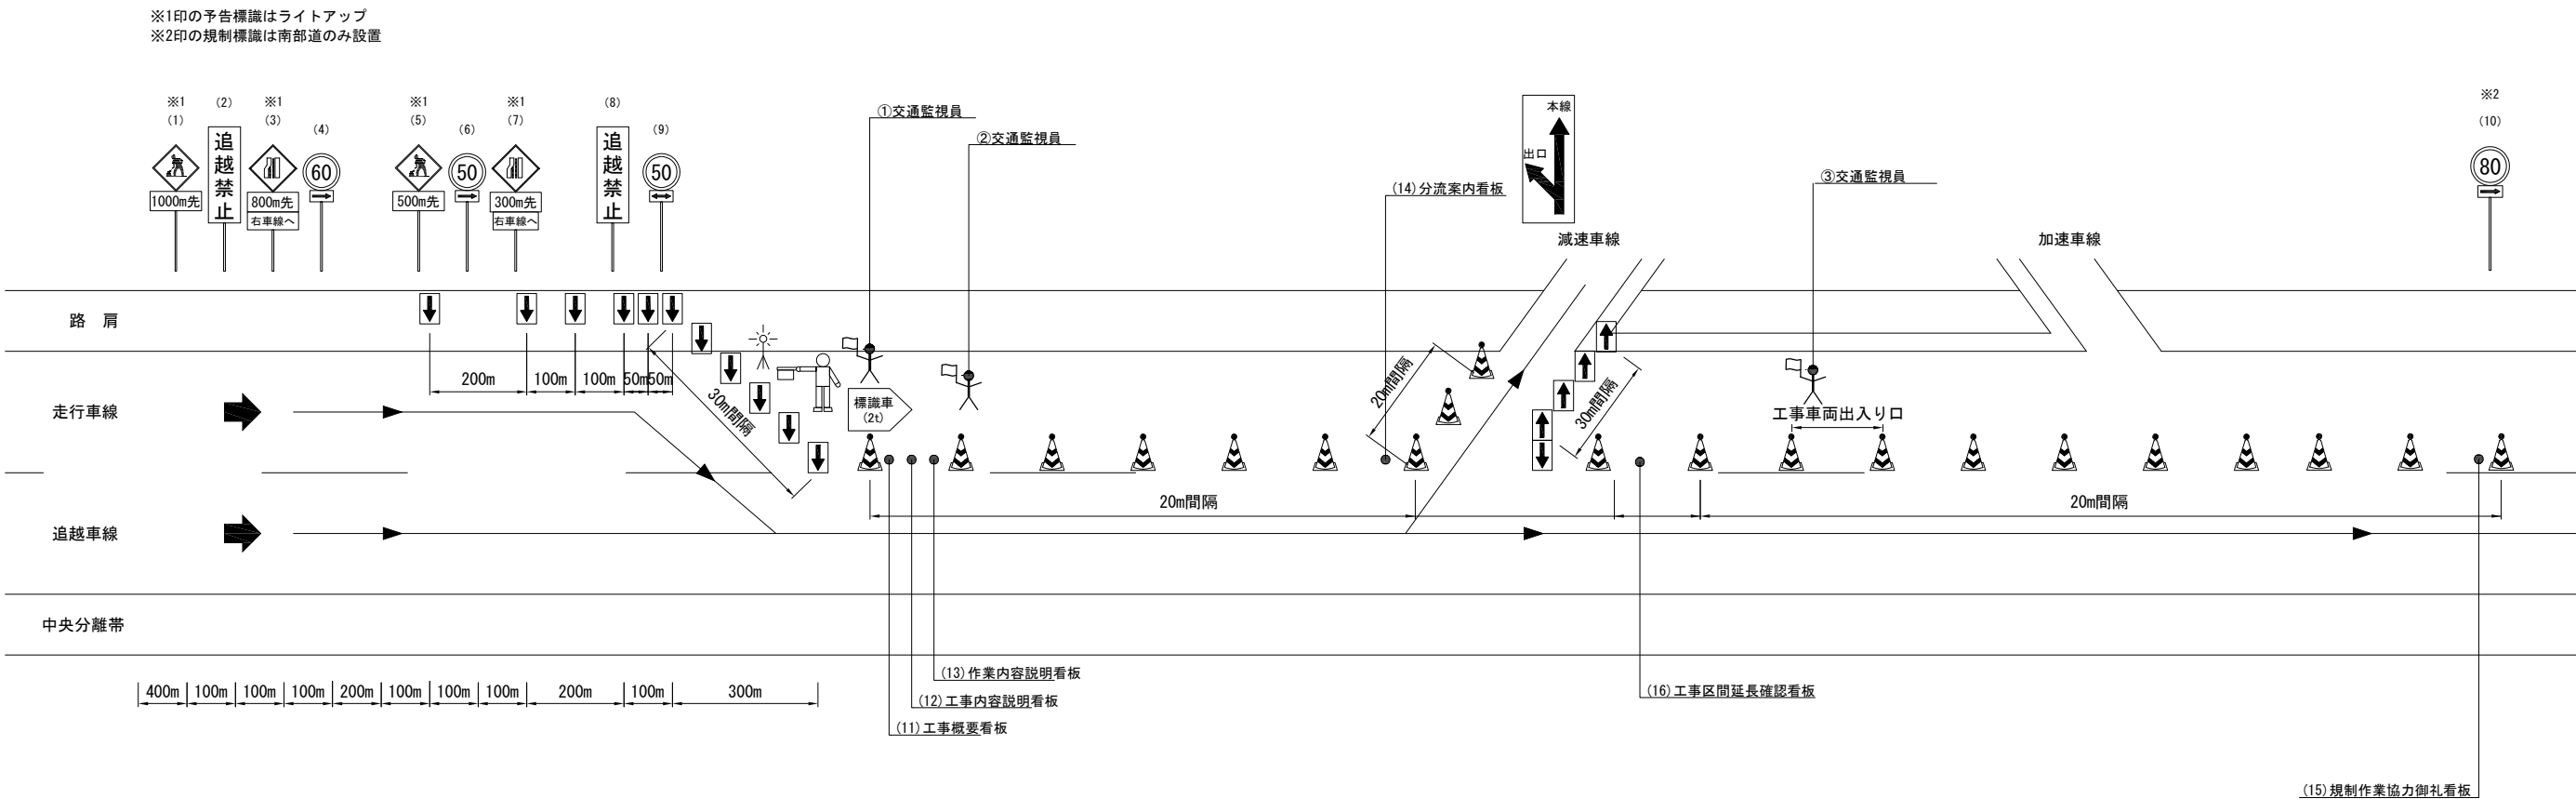 ※1印の予告標識はライトアップ
※2印の規制標識は南部道のみ設置
※1
(1)
1000m先
(2)
追越禁止
※1
(3)
800m先
右車線へ
(4)
60
※1
(5)
500m先
(6)
50
※1
(7)
300m先
右車線へ
(8)
追越禁止
(9)
50
①交通監視員
②交通監視員
(14)分流案内看板
本線
出口
③交通監視員
※2
(10)
80
減速車線
加速車線
路 肩
走行車線
追越車線
中央分離帯
200m
100m
100m
50m
50m
30m間隔
標識車
(2t)
20m間隔
30m間隔
工事車両出入り口
20m間隔
20m間隔
400m
100m
100m
100m
200m
100m
100m
100m
200m
100m
300m
(13)作業内容説明看板
(12)工事内容説明看板
(11)工事概要看板
(16)工事区間延長確認看板
(15)規制作業協力御礼看板